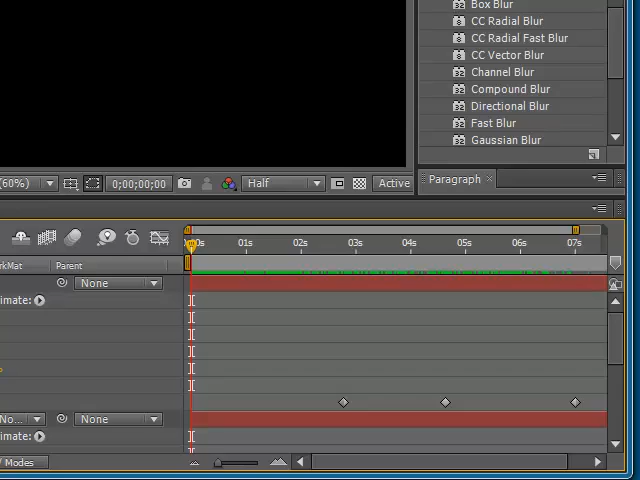 Box Blur
CC Radial Blur
CC Radial Fast Blur
CC Vector Blur
Channel Blur
Compound Blur
Directional Blur
Fast Blur
Gaussian Blur
(60%)
0;00;00;00
Half
Active
Paragraph
01s
02s
03s
04s
05s
06s
07s
rkMat
Parent
None
imate:
No...
None
imate:
/ Modes